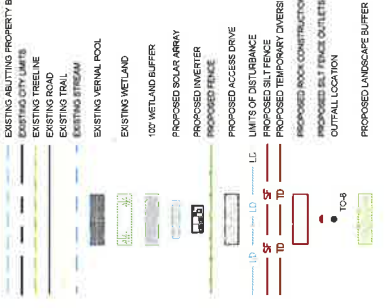 EXISTING ABUTTING PROPERTY B
EXISTING CITY LIMITS
EXISTING TREELINE
EXISTING ROAD
EXISTING TRAIL
EXISTING STREAM
EXISTING VERNAL POOL
EXISTING WETLAND
100' WETLAND BUFFER
PROPOSED SOLAR ARRAY
PROPOSED INVERTER
PROPOSED FENCE
PROPOSED ACCESS DRIVE
LD LD LD LIMITS OF DISTURBANCE
SF SF PROPOSED SILT FENCE
TD TD PROPOSED TEMPORARY DIVERSI
PROPOSED ROCK CONSTRUCTIO
PROPOSED SILT FENCE OUTLETS
TO-8 OUTFALL LOCATION
PROPOSED LANDSCAPE BUFFER